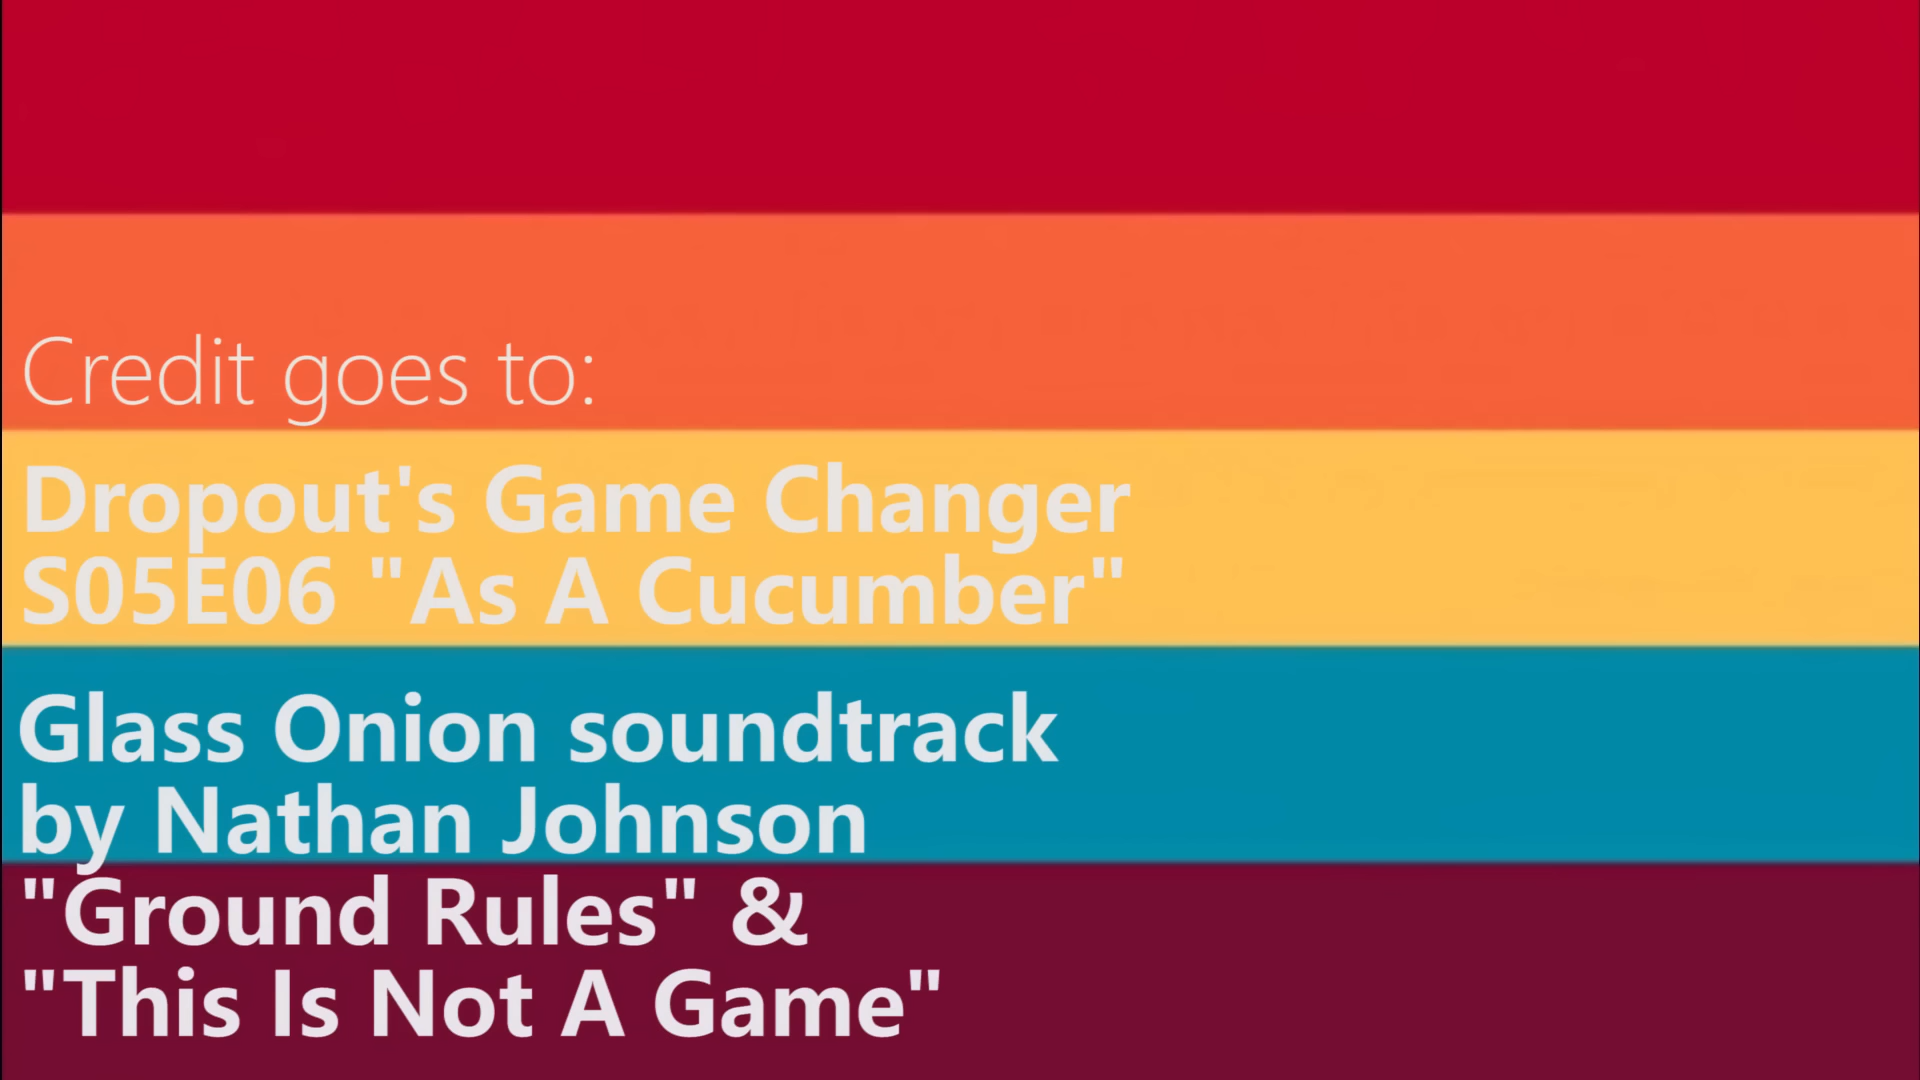 Credit goes to:
Dropout's Game Changer
S05E06 "As A Cucumber"
Glass Onion soundtrack
by Nathan Johnson
"Ground Rules" &
"This Is Not A Game"